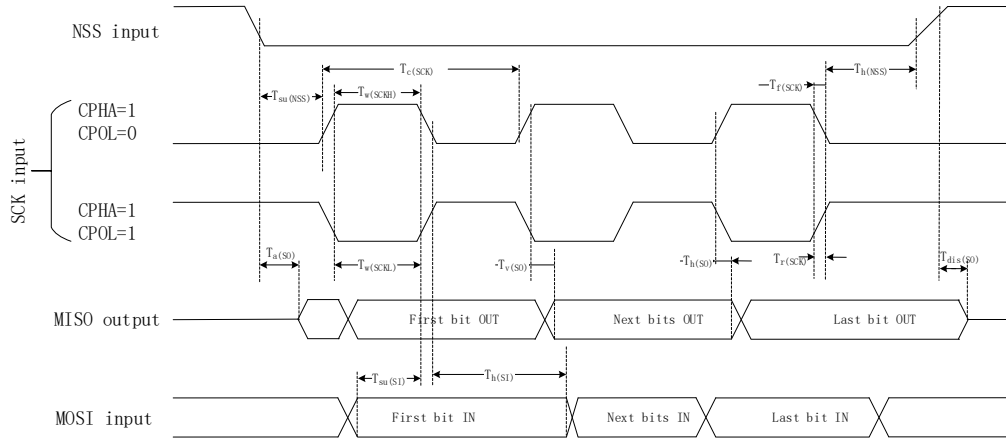 NSS input
Tc(SCK)
Th(NSS)
Tsu(NSS)
Tw(SCKH)
Tf(SCK)
CPHA=1
CPOL=0
SCK input
CPHA=1
CPOL=1
Ta(SO)
Tw(SCKL)
Tv(SO)
Th(SO)
Tr(SCK)
Tdis(SO)
MISO output
First bit OUT
Next bits OUT
Last bit OUT
Tsu(SI)
Th(SI)
MOSI input
First bit IN
Next bits IN
Last bit IN